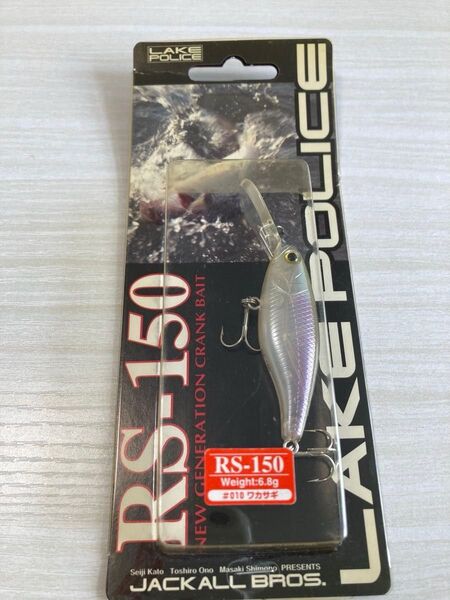 LAKE
POLICE
LAKE POLICE
RS-150
NEW GENERATION CRANK BAIT
RS-150
Weight:6.8g
#010 ワカサギ
Seiji Kato Toshiro Ono Masaki Shimono PRESENTS
JACKALL BROS.